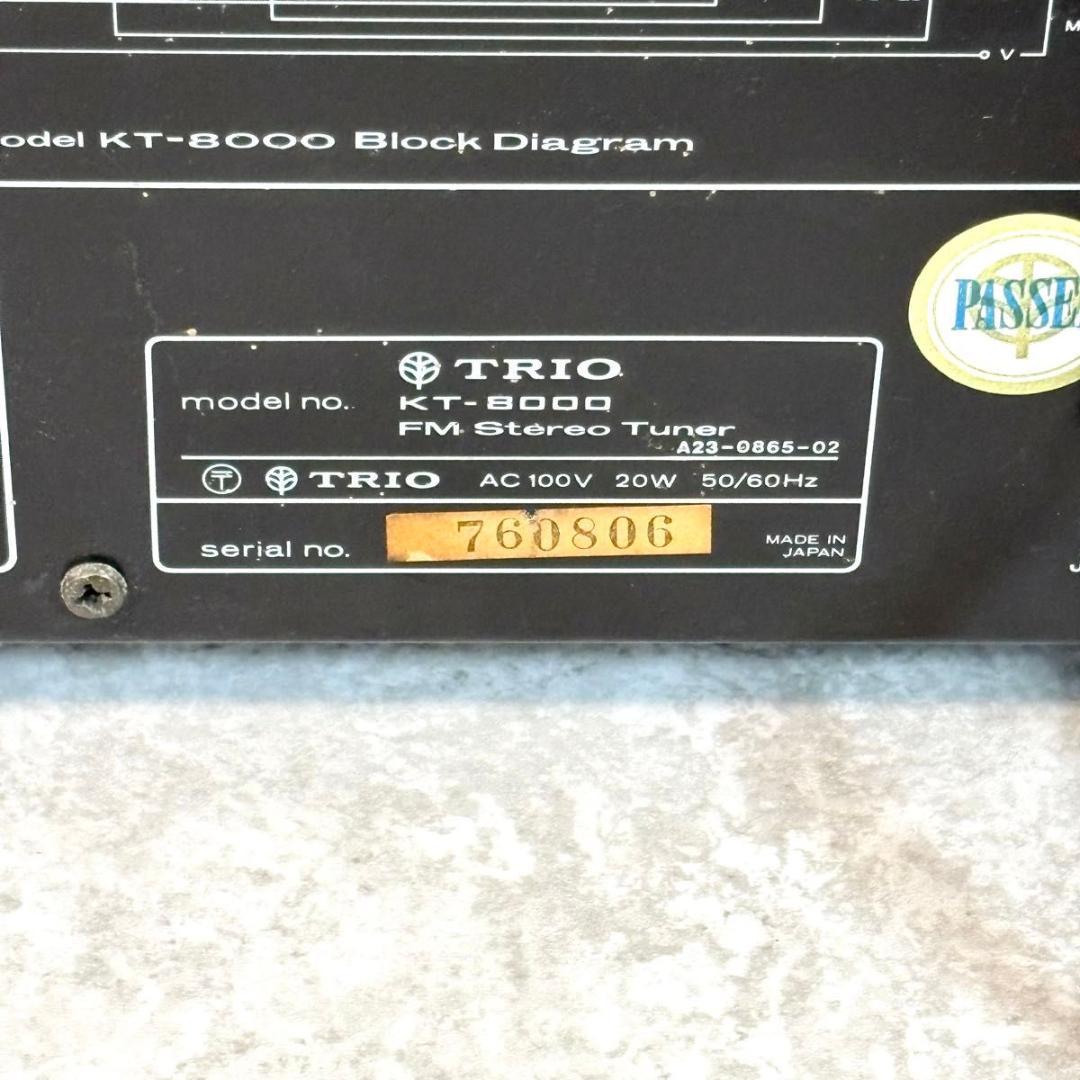 V
M
odel KT-8000 Block Diagram
PASSE
TRIO
model no. KT-8000
FM Stereo Tuner
A23-0865-02
TRIO AC 100V 20W 50/60Hz
serial no. 760806
MADE IN
JAPAN
J